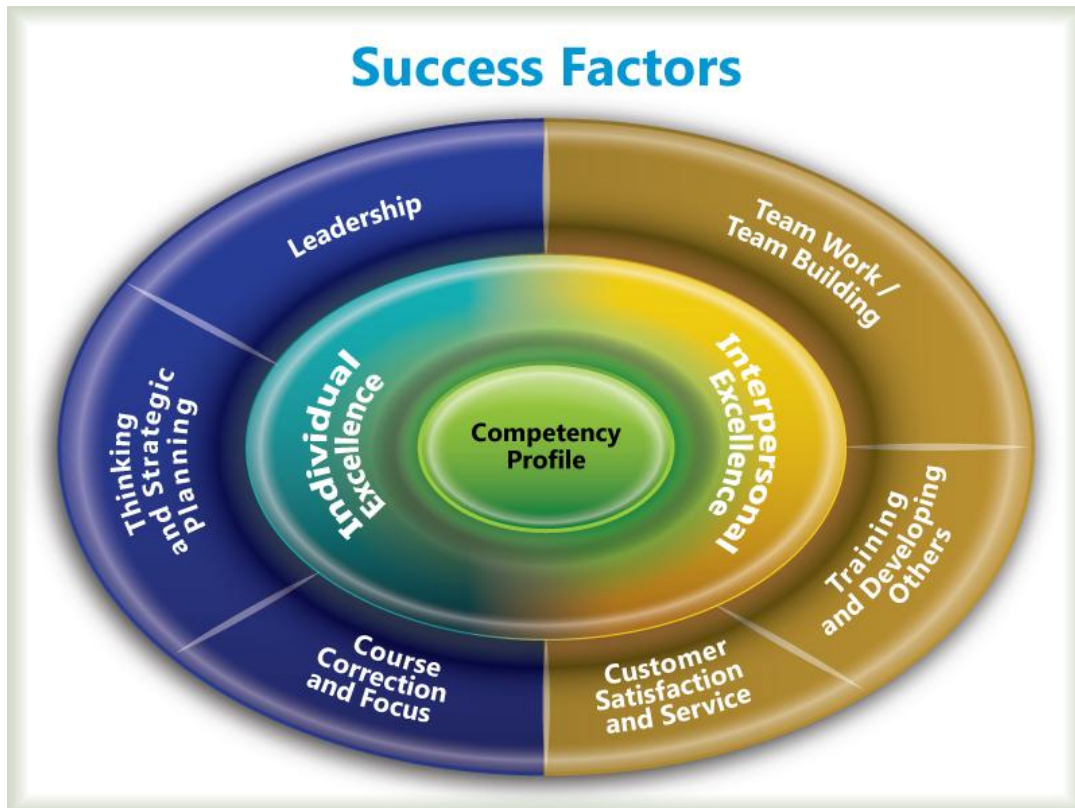 Success Factors
Leadership
Team Work /
Team Building
Thinking
and Strategic
Planning
Individual
Excellence
Competency
Profile
Interpersonal
Excellence
Training
and Developing
Others
Course
Correction
and Focus
Customer
Satisfaction
and Service